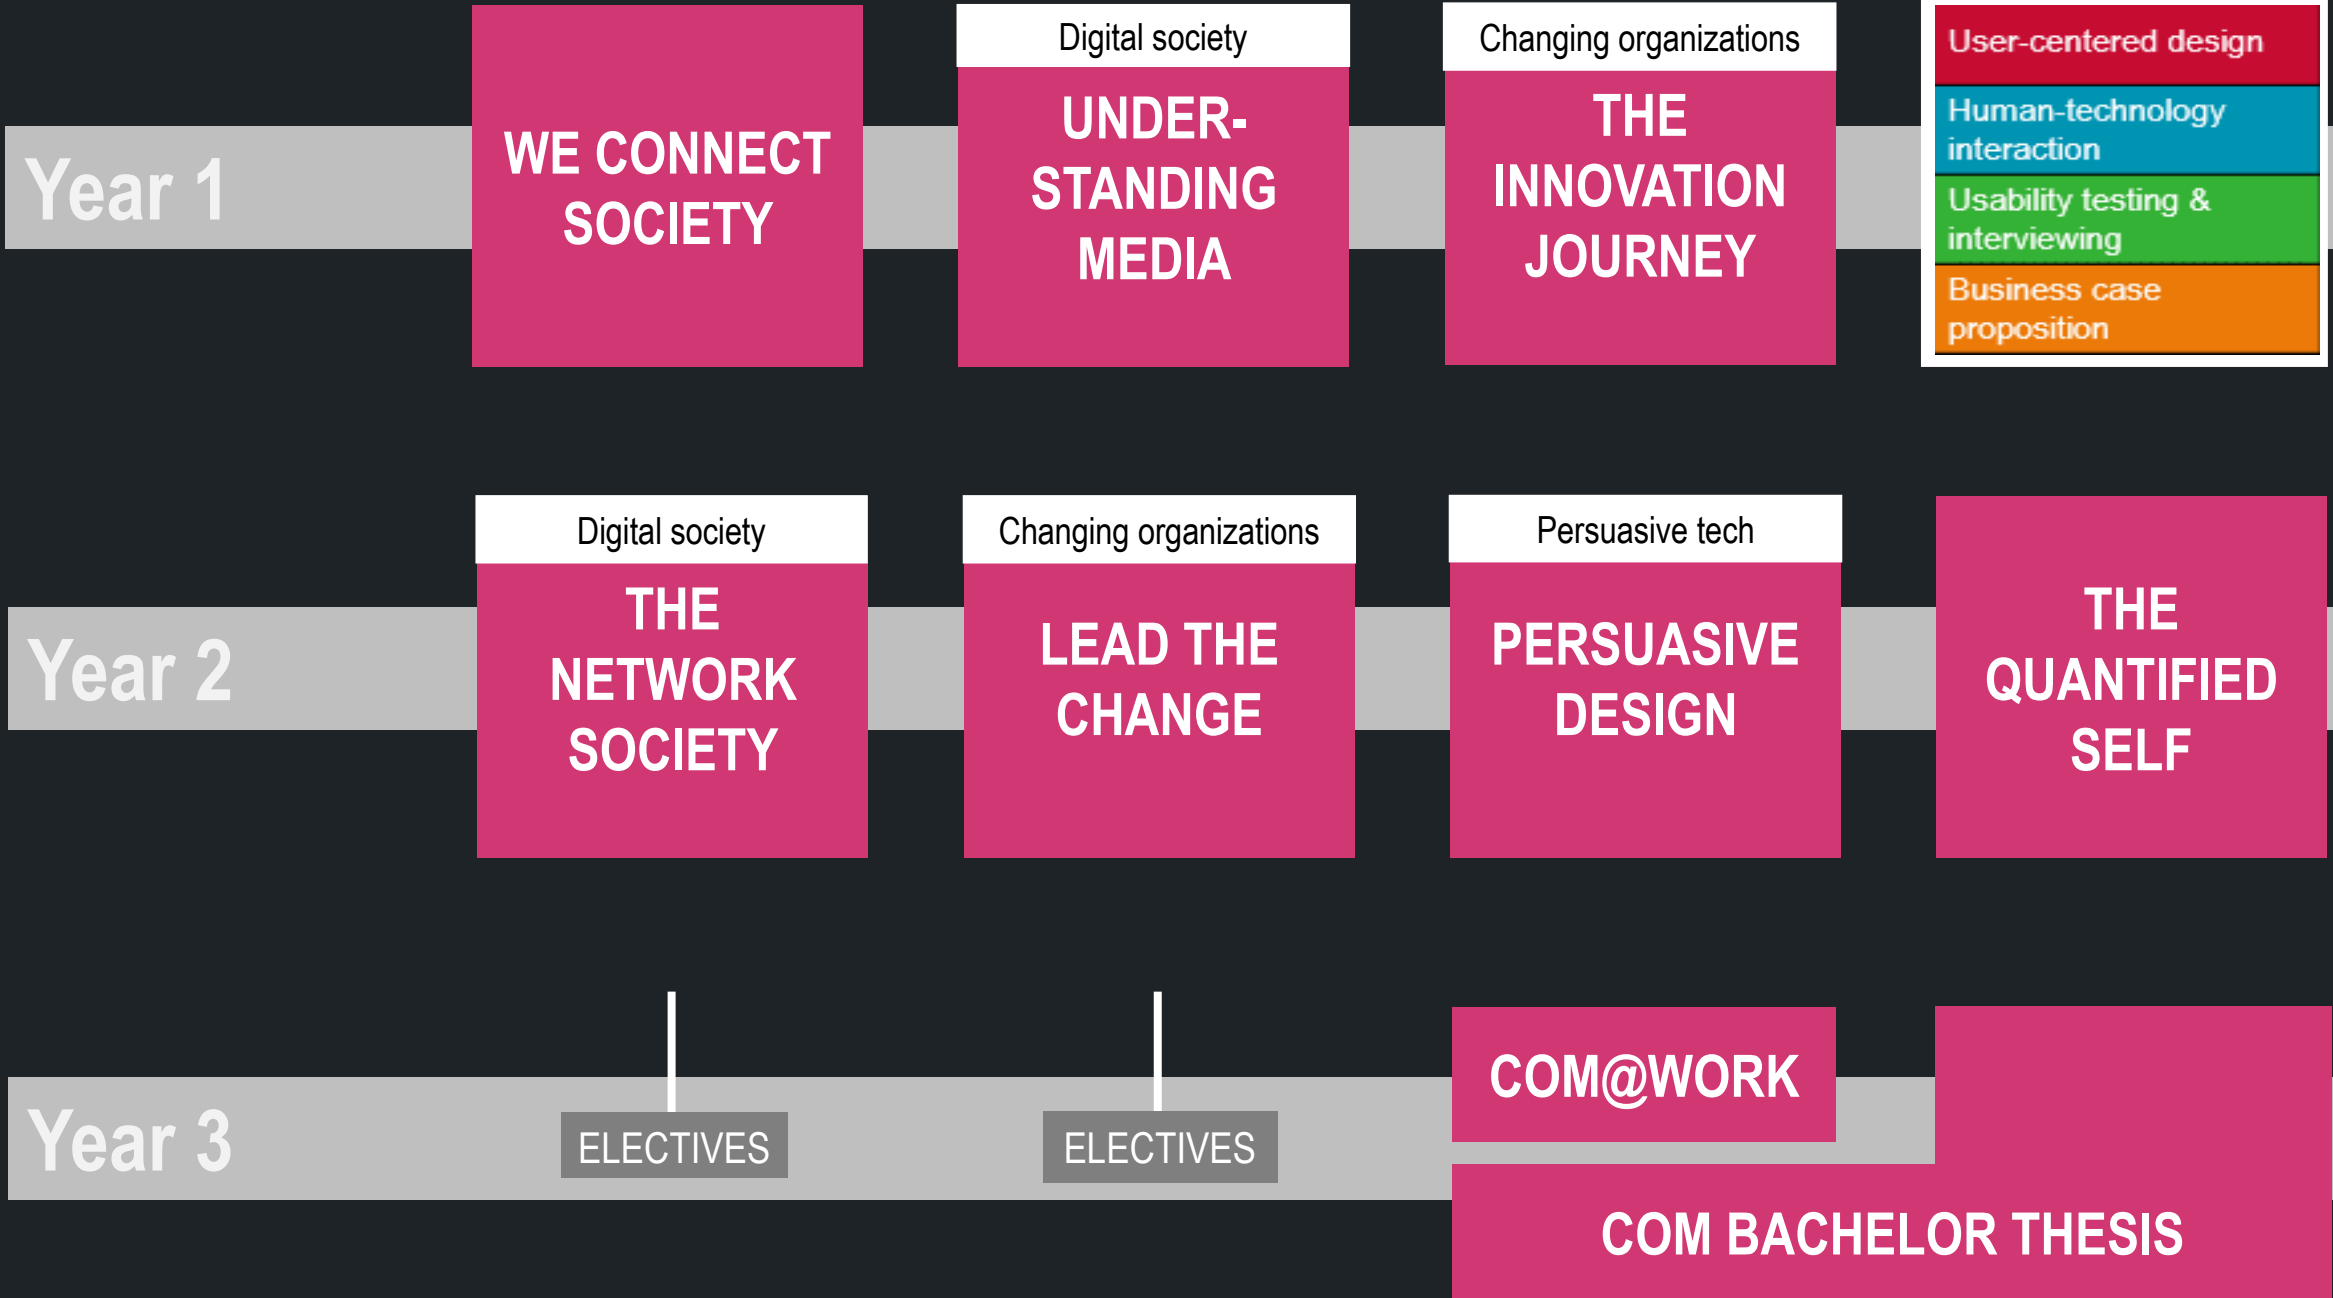 Year 1
WE CONNECT
SOCIETY
Digital society
UNDER-
STANDING
MEDIA
Changing organizations
THE
INNOVATION
JOURNEY
User-centered design
Human-technology
interaction
Usability testing &
interviewing
Business case
proposition
Year 2
Digital society
THE
NETWORK
SOCIETY
Changing organizations
LEAD THE
CHANGE
Persuasive tech
PERSUASIVE
DESIGN
THE
QUANTIFIED
SELF
Year 3
ELECTIVES
ELECTIVES
COM@WORK
COM BACHELOR THESIS